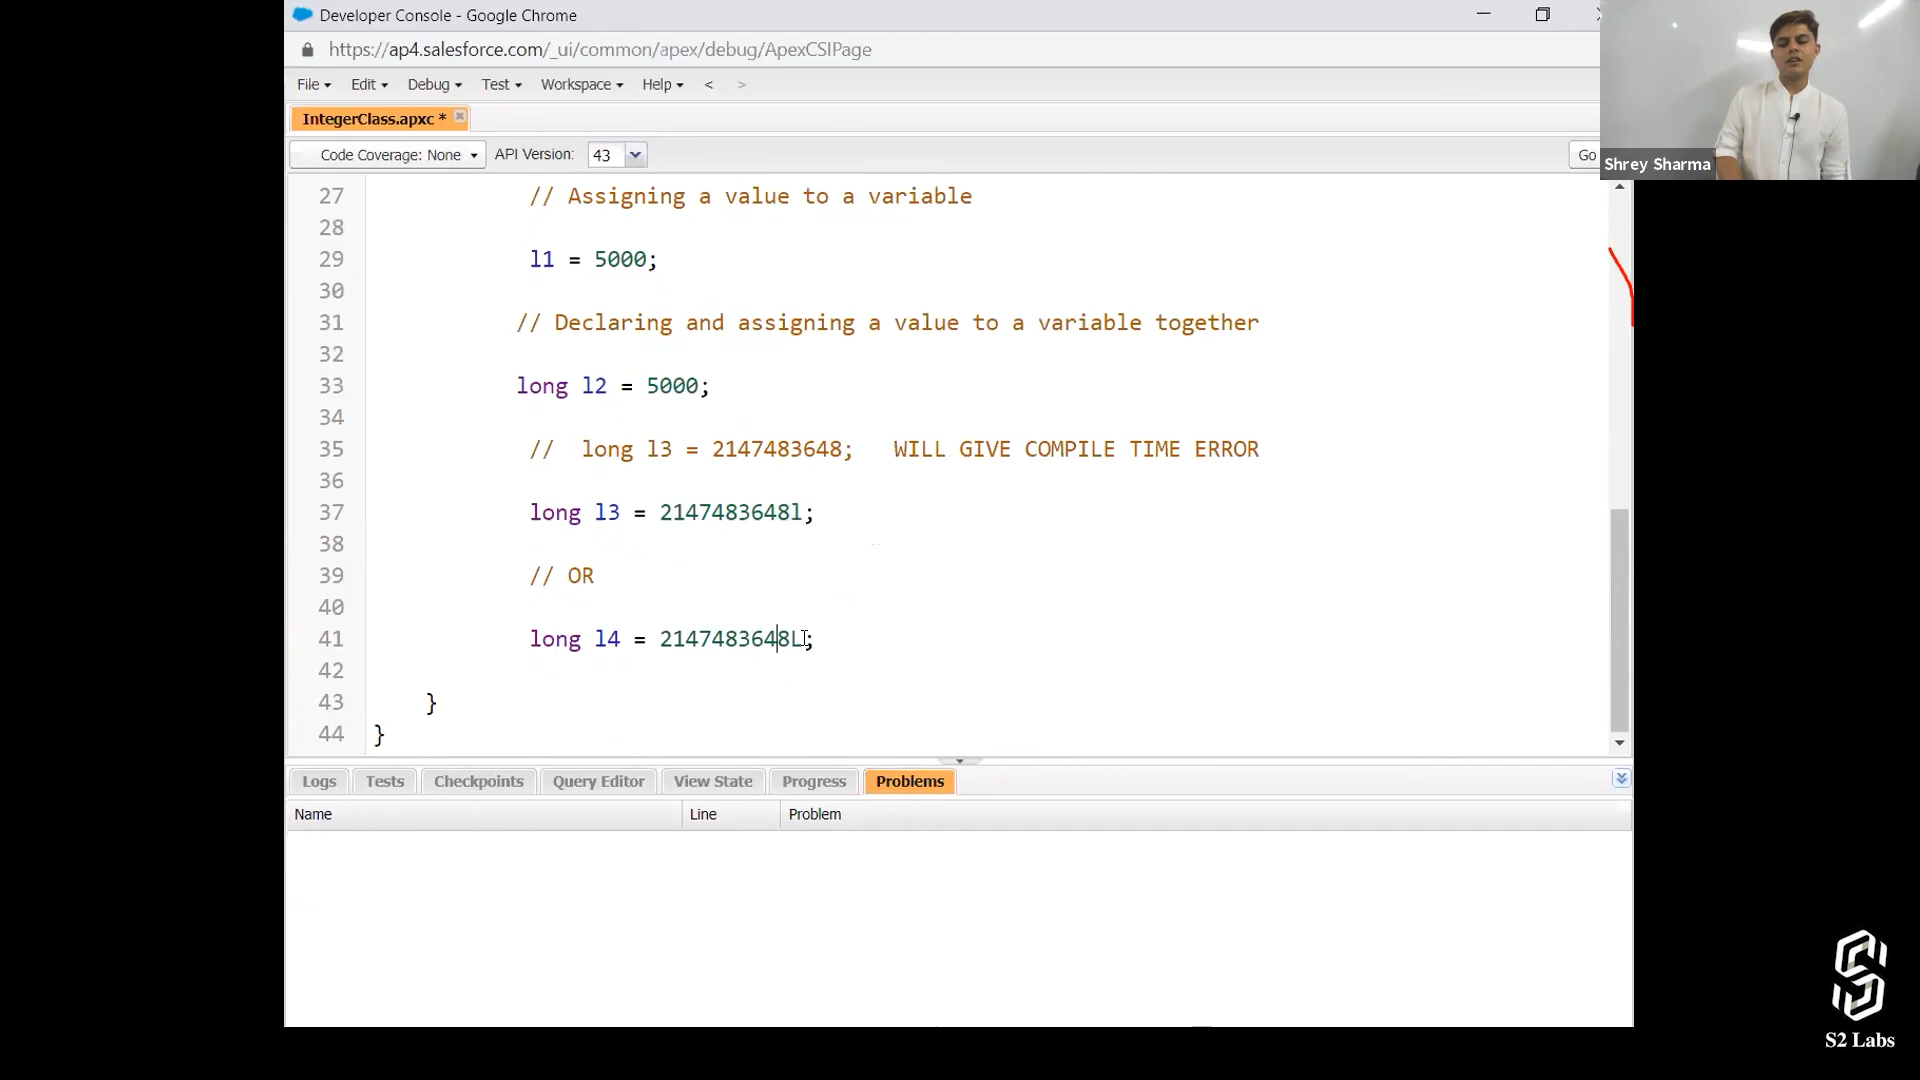 Developer Console - Google Chrome
https://ap4.salesforce.com/_ui/common/apex/debug/ApexCSIPage
File Edit Debug Test Workspace Help < >
IntegerClass.apxc *
Code Coverage: None API Version: 43 Go
Shrey Sharma
27 // Assigning a value to a variable
28
29 l1 = 5000;
30
31 // Declaring and assigning a value to a variable together
32
33 long l2 = 5000;
34
35 // long l3 = 2147483648; WILL GIVE COMPILE TIME ERROR
36
37 long l3 = 2147483648l;
38
39 // OR
40
41 long l4 = 2147483648L;
42
43 }
44 }
Logs Tests Checkpoints Query Editor View State Progress Problems
Name Line Problem
S2 Labs